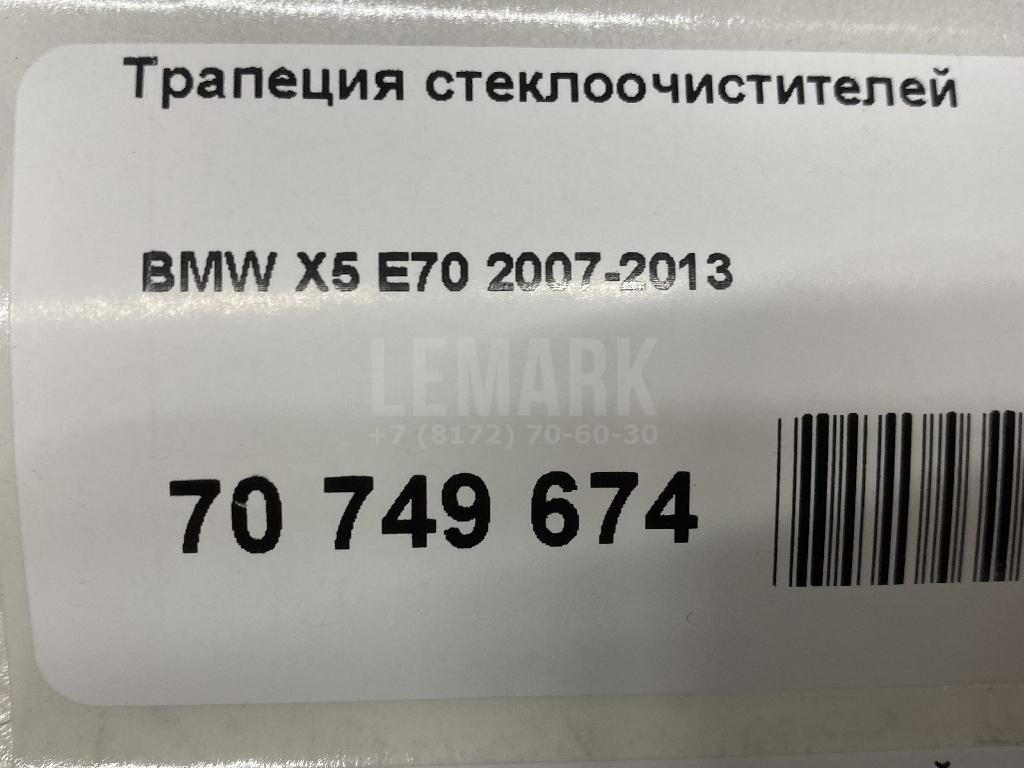 Трапеция стеклоочистителей
BMW X5 E70 2007-2013
LEMARK
+7 (8172) 70-60-30
70 749 674